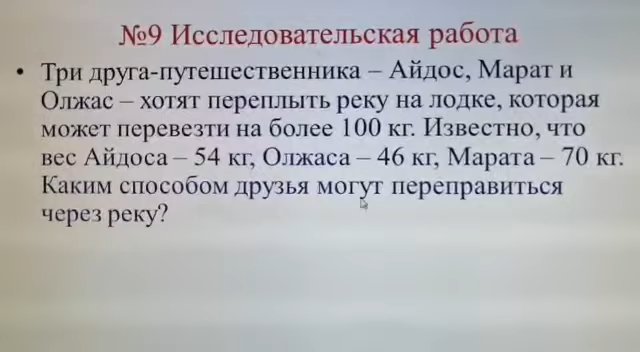 №9 Исследовательская работа
• Три друга-путешественника – Айдос, Марат и
Олжас – хотят переплыть реку на лодке, которая
может перевезти на более 100 кг. Известно, что
вес Айдоса – 54 кг, Олжаса – 46 кг, Марата – 70 кг.
Каким способом друзья могут переправиться
через реку?